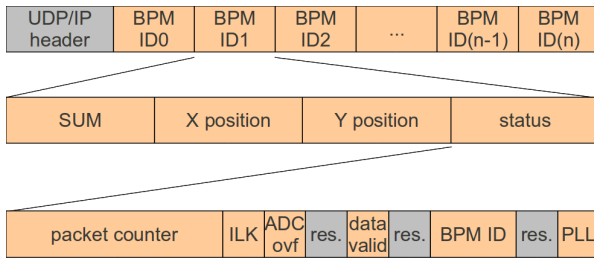 UDP/IP BPM BPM BPM ... BPM BPM
header ID0 ID1 ID2 ID(n-1) ID(n)
SUM X position Y position status
packet counter ILK ADC ovf res. data valid res. BPM ID res. PLL